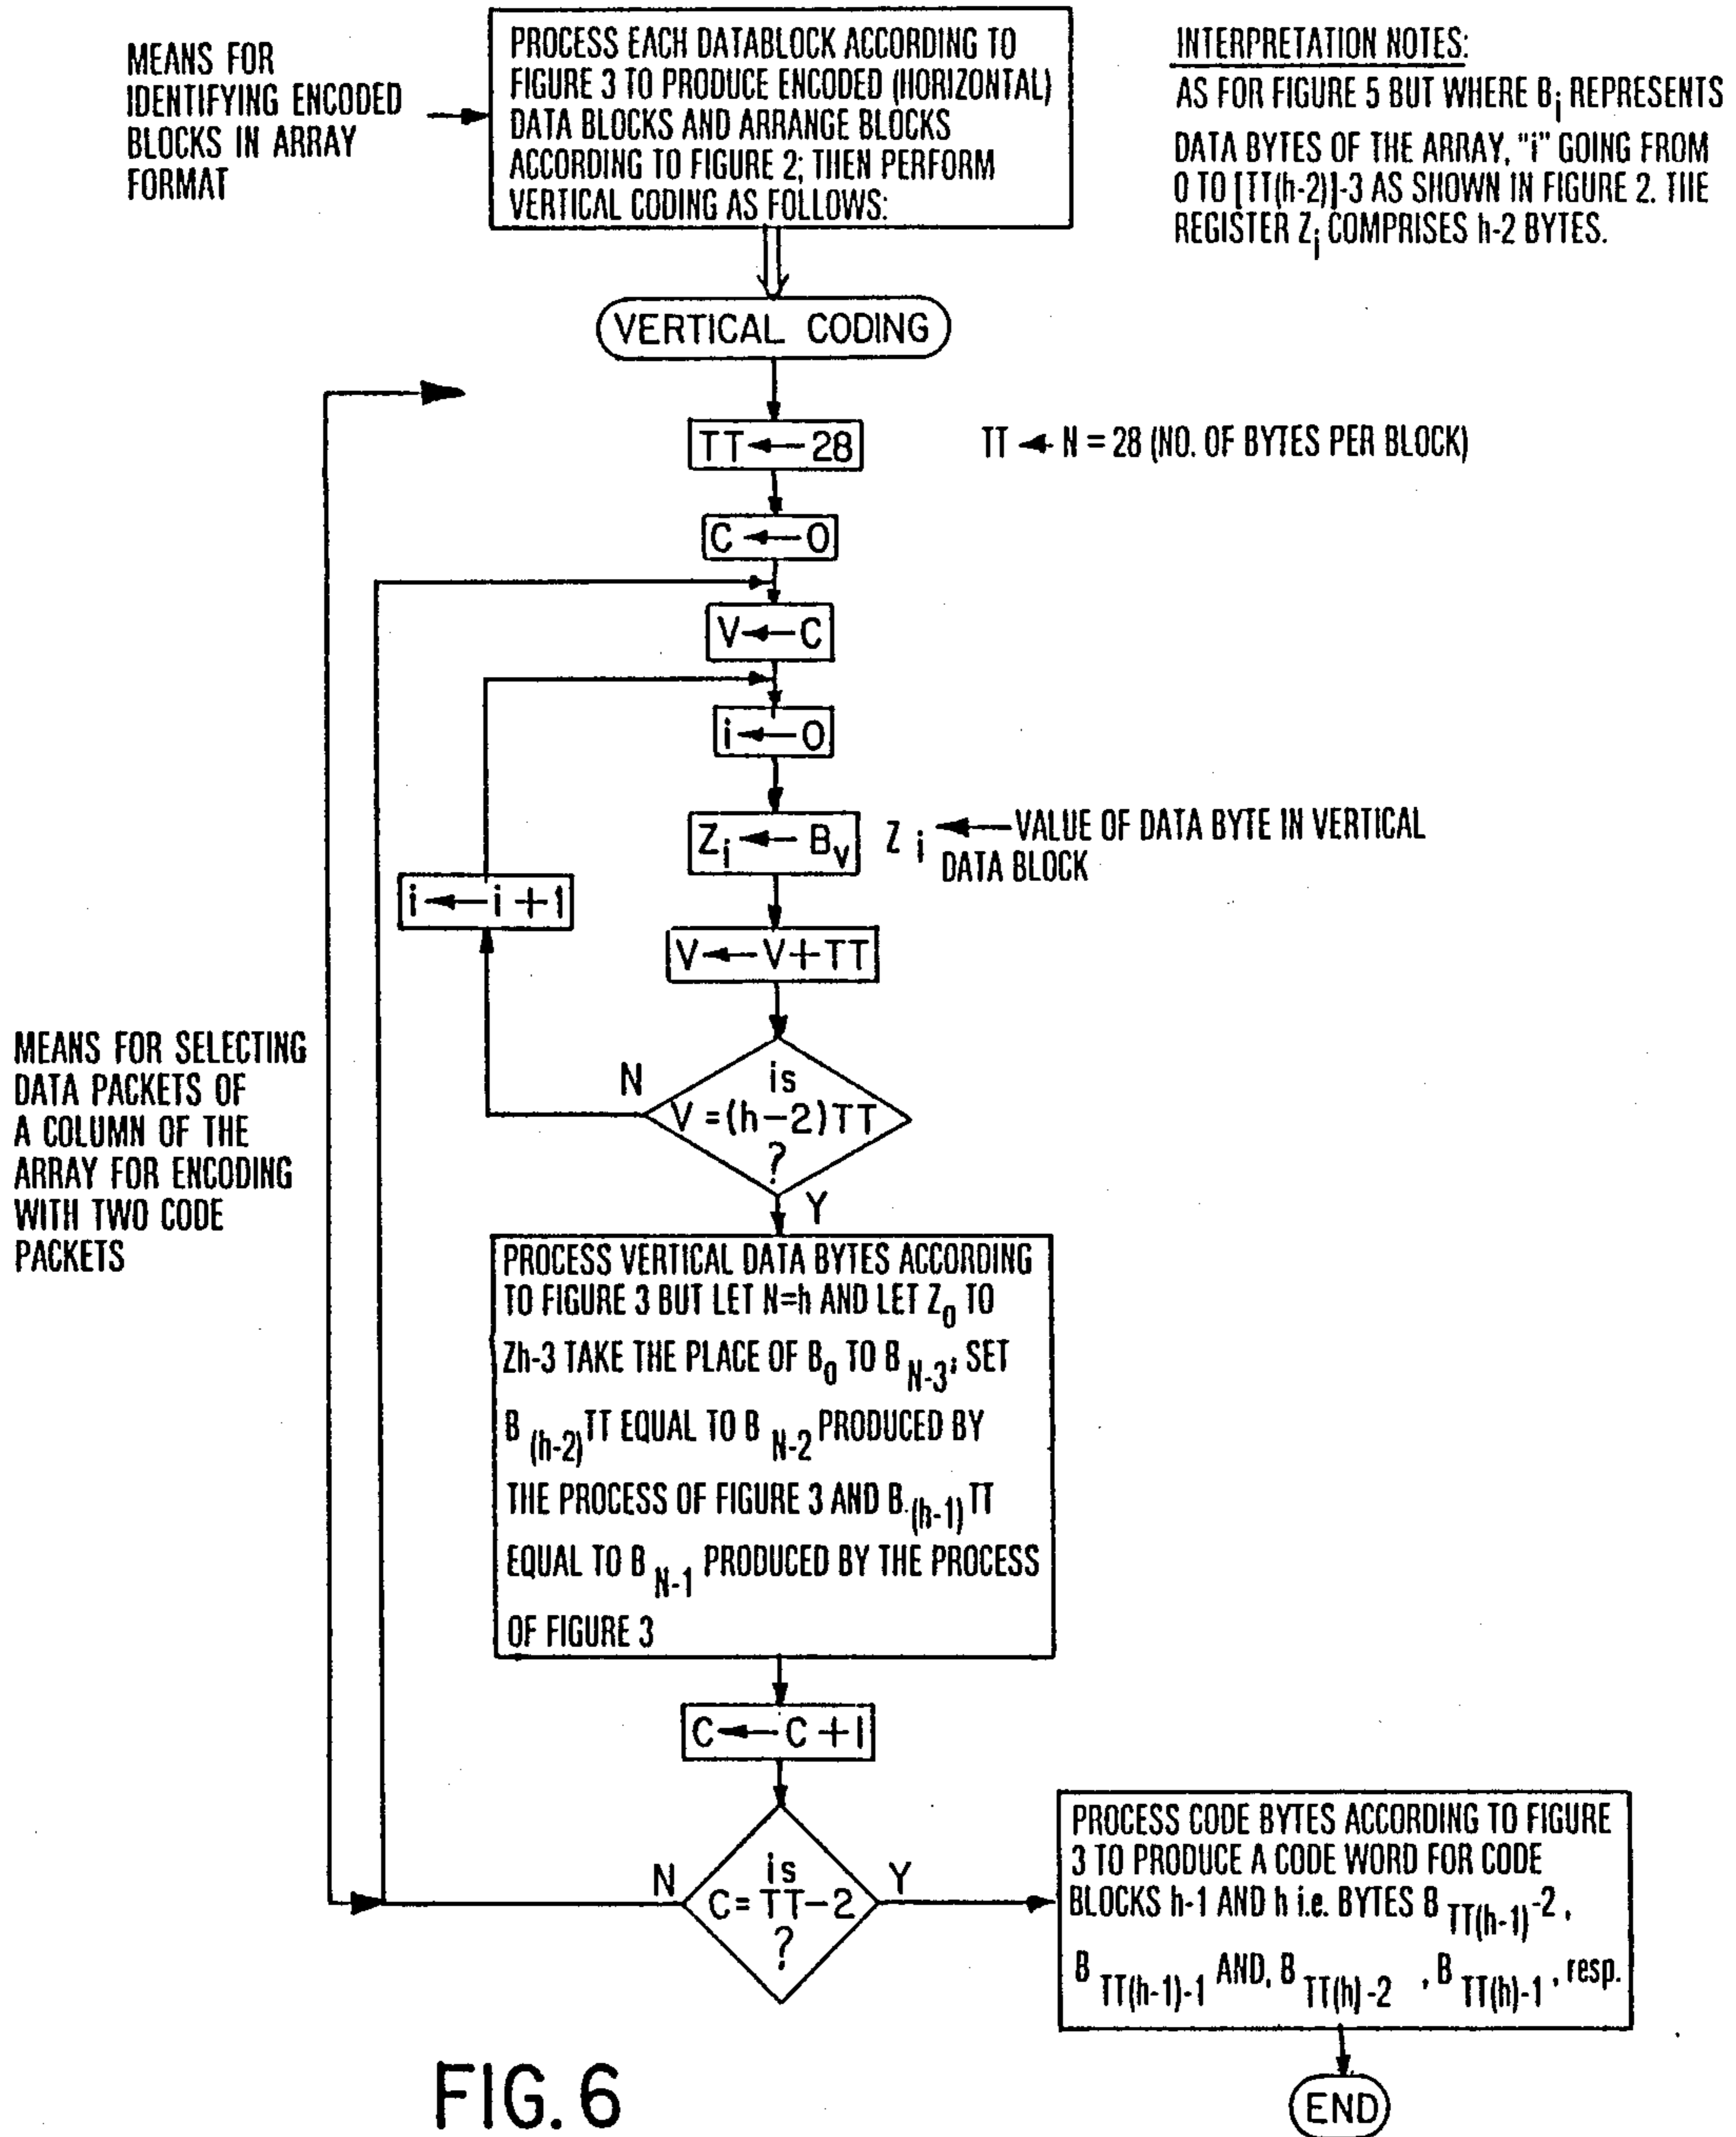 MEANS FOR
IDENTIFYING ENCODED
BLOCKS IN ARRAY
FORMAT
PROCESS EACH DATABLOCK ACCORDING TO
FIGURE 3 TO PRODUCE ENCODED (HORIZONTAL)
DATA BLOCKS AND ARRANGE BLOCKS
ACCORDING TO FIGURE 2; THEN PERFORM
VERTICAL CODING AS FOLLOWS:
INTERPRETATION NOTES:
AS FOR FIGURE 5 BUT WHERE Bi REPRESENTS
DATA BYTES OF THE ARRAY, "i" GOING FROM
0 TO [TT(h-2)]-3 AS SHOWN IN FIGURE 2. THE
REGISTER Zi COMPRISES h-2 BYTES.
VERTICAL CODING
TT ← 28
TT ← N = 28 (NO. OF BYTES PER BLOCK)
C ← 0
V ← C
i ← 0
Zi ← Bv
Zi ← VALUE OF DATA BYTE IN VERTICAL
DATA BLOCK
i ← i + 1
V ← V + TT
MEANS FOR SELECTING
DATA PACKETS OF
A COLUMN OF THE
ARRAY FOR ENCODING
WITH TWO CODE
PACKETS
N
is
V = (h-2)TT
?
Y
PROCESS VERTICAL DATA BYTES ACCORDING
TO FIGURE 3 BUT LET N=h AND LET Z0 TO
Zh-3 TAKE THE PLACE OF B0 TO BN-3; SET
B(h-2)TT EQUAL TO BN-2 PRODUCED BY
THE PROCESS OF FIGURE 3 AND B.(h-1)TT
EQUAL TO BN-1 PRODUCED BY THE PROCESS
OF FIGURE 3
C ← C + 1
N
is
C = TT-2
?
Y
PROCESS CODE BYTES ACCORDING TO FIGURE
3 TO PRODUCE A CODE WORD FOR CODE
BLOCKS h-1 AND h i.e. BYTES BTT(h-1)-2,
BTT(h-1)-1 AND, BTT(h)-2 , BTT(h)-1, resp.
END
FIG. 6